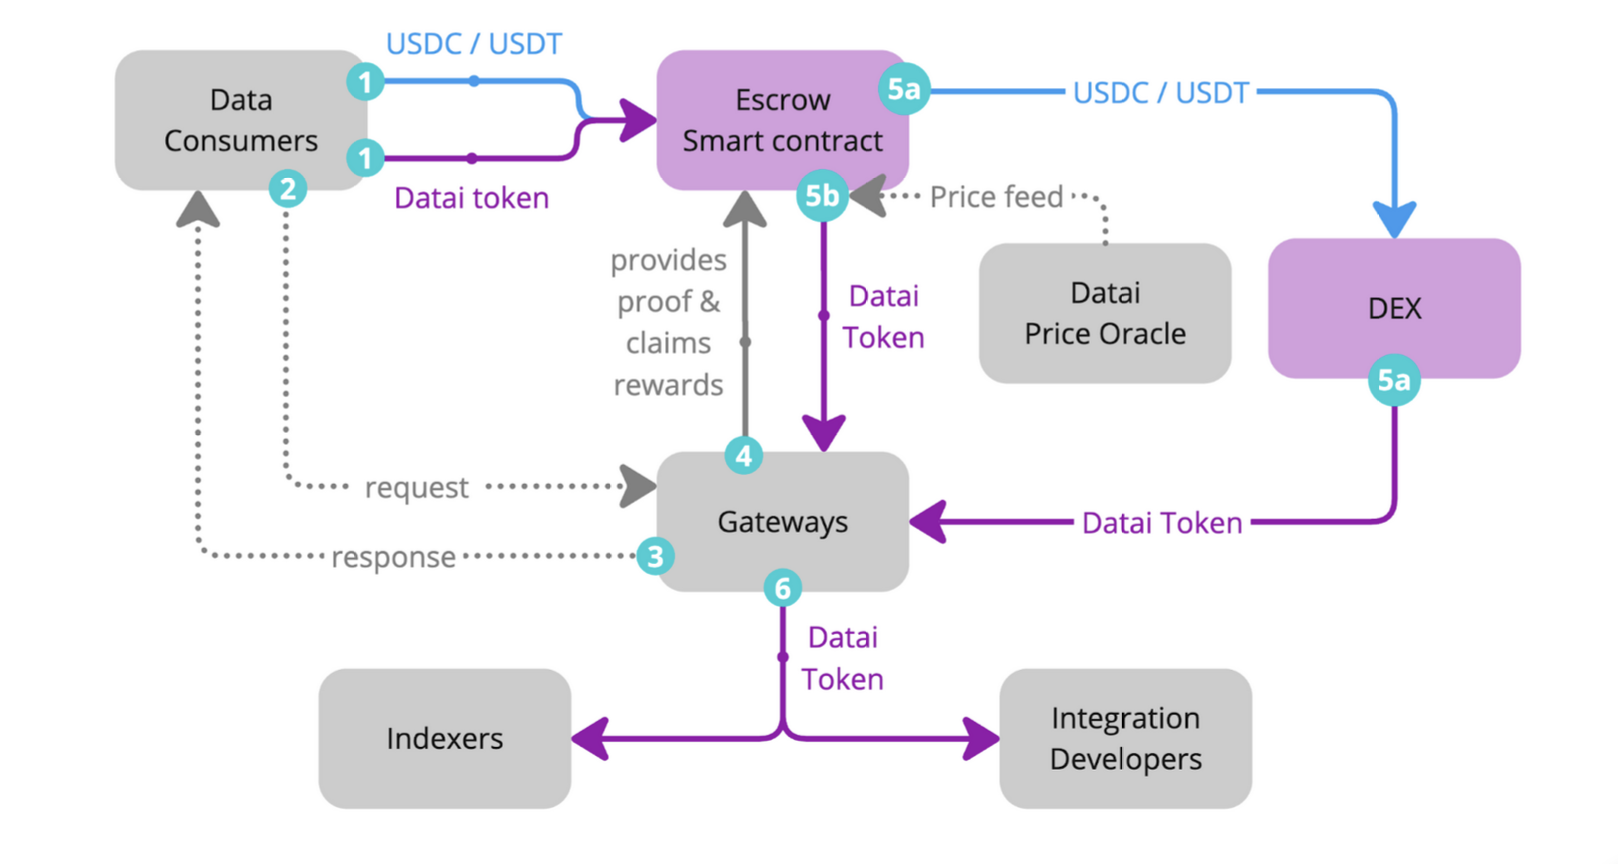 USDC / USDT
Data
Consumers
1
1
2
Datai token
Escrow
Smart contract
5a
5b
USDC / USDT
Price feed
Datai
Price Oracle
DEX
5a
provides
proof &
claims
rewards
Datai
Token
request
response
4
Gateways
3
6
Datai Token
Datai
Token
Indexers
Integration
Developers